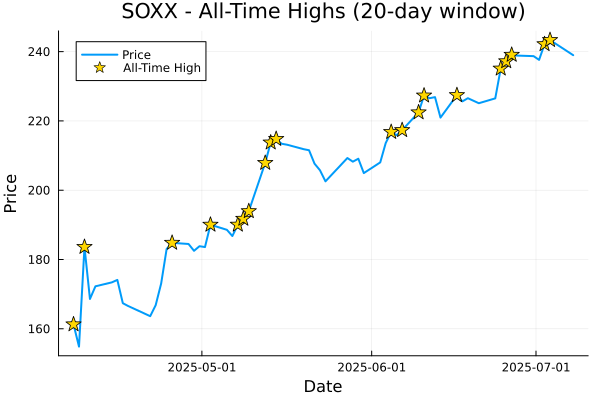 SOXX - All-Time Highs (20-day window)
Price
All-Time High
Price
240
220
200
180
160
2025-05-01
2025-06-01
2025-07-01
Date